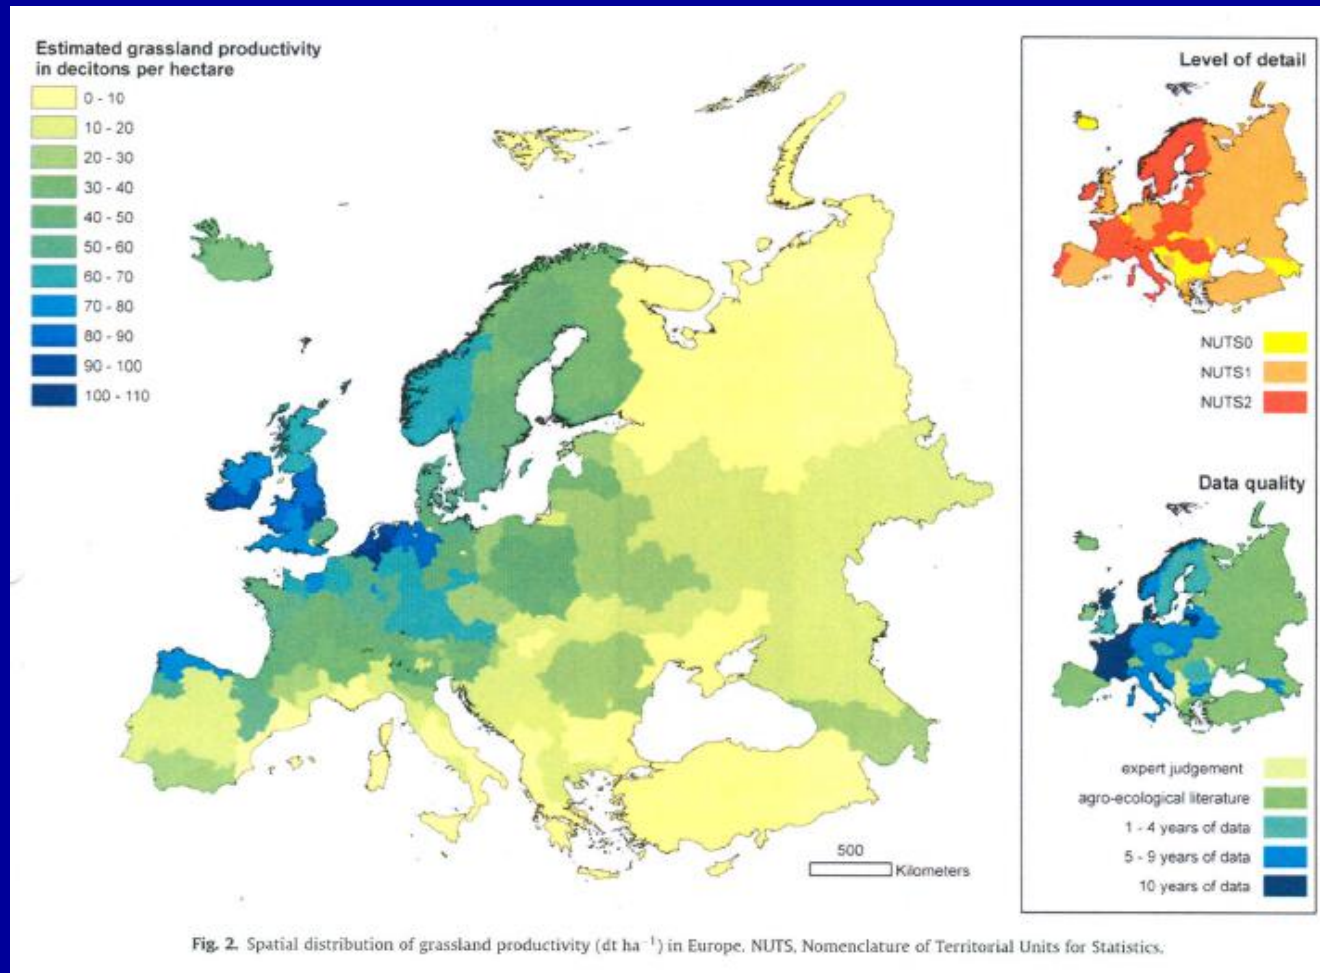 Estimated grassland productivity
in decitons per hectare
0 - 10
10 - 20
20 - 30
30 - 40
40 - 50
50 - 60
60 - 70
70 - 80
80 - 90
90 - 100
100 - 110
500
Kilometers
Level of detail
NUTS0
NUTS1
NUTS2
Data quality
expert judgement
agro-ecological literature
1 - 4 years of data
5 - 9 years of data
10 years of data
Fig. 2. Spatial distribution of grassland productivity (dt ha⁻¹) in Europe. NUTS, Nomenclature of Territorial Units for Statistics.